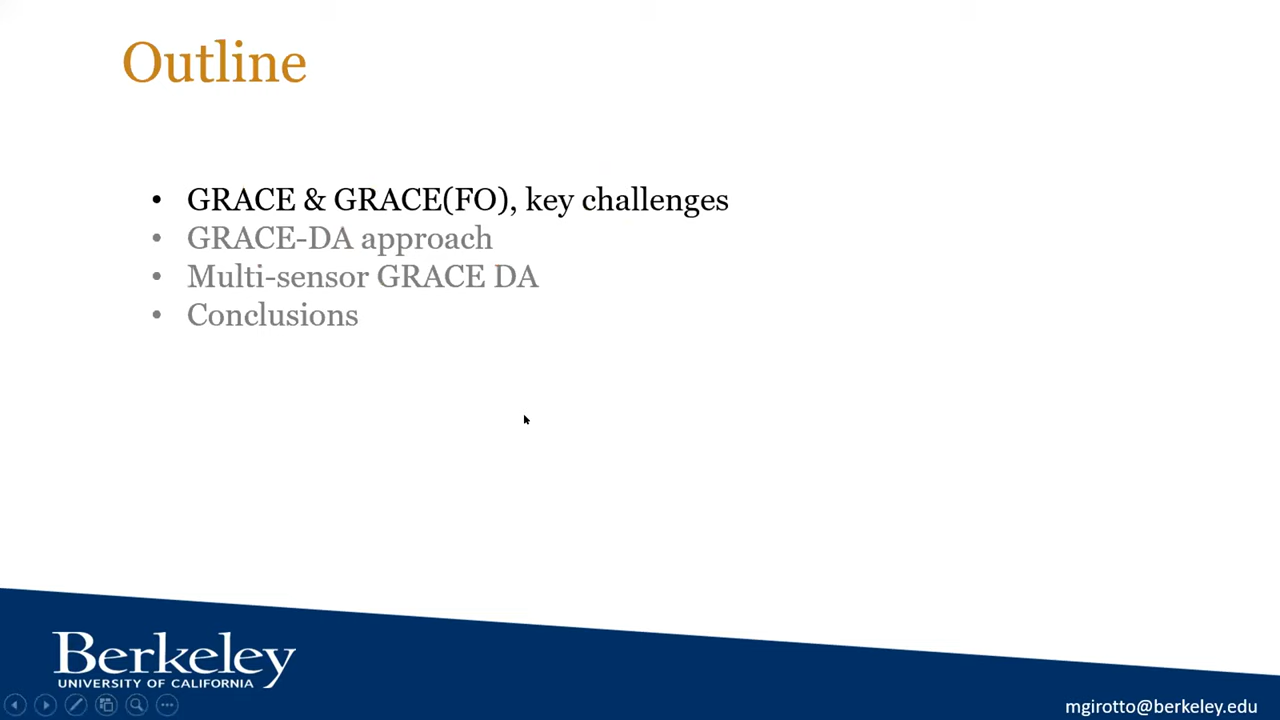 Outline
• GRACE & GRACE(FO), key challenges
• GRACE-DA approach
• Multi-sensor GRACE DA
• Conclusions
Berkeley
UNIVERSITY OF CALIFORNIA
mgirotto@berkeley.edu